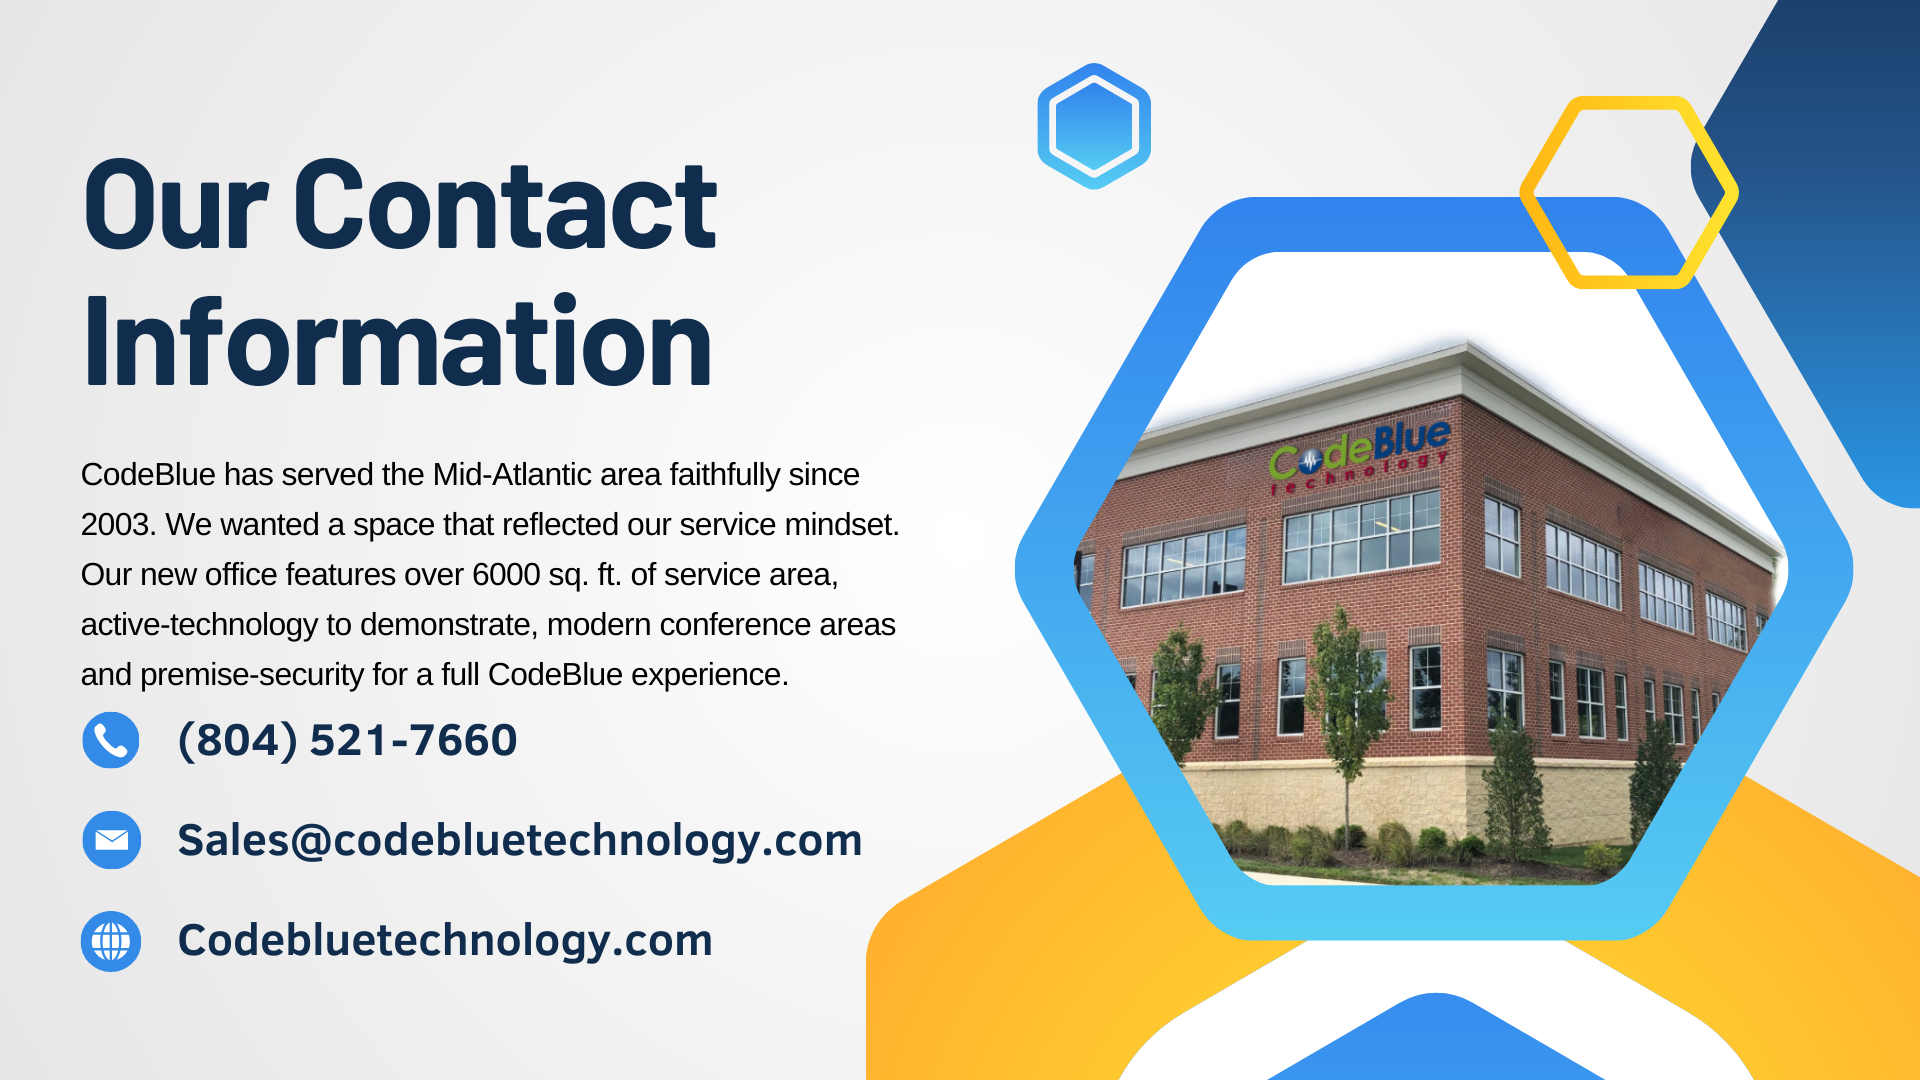 Our Contact
Information
CodeBlue has served the Mid-Atlantic area faithfully since
2003. We wanted a space that reflected our service mindset.
Our new office features over 6000 sq. ft. of service area,
active-technology to demonstrate, modern conference areas
and premise-security for a full CodeBlue experience.
(804) 521-7660
Sales@codebluetechnology.com
Codebluetechnology.com
CodeBlue
technology